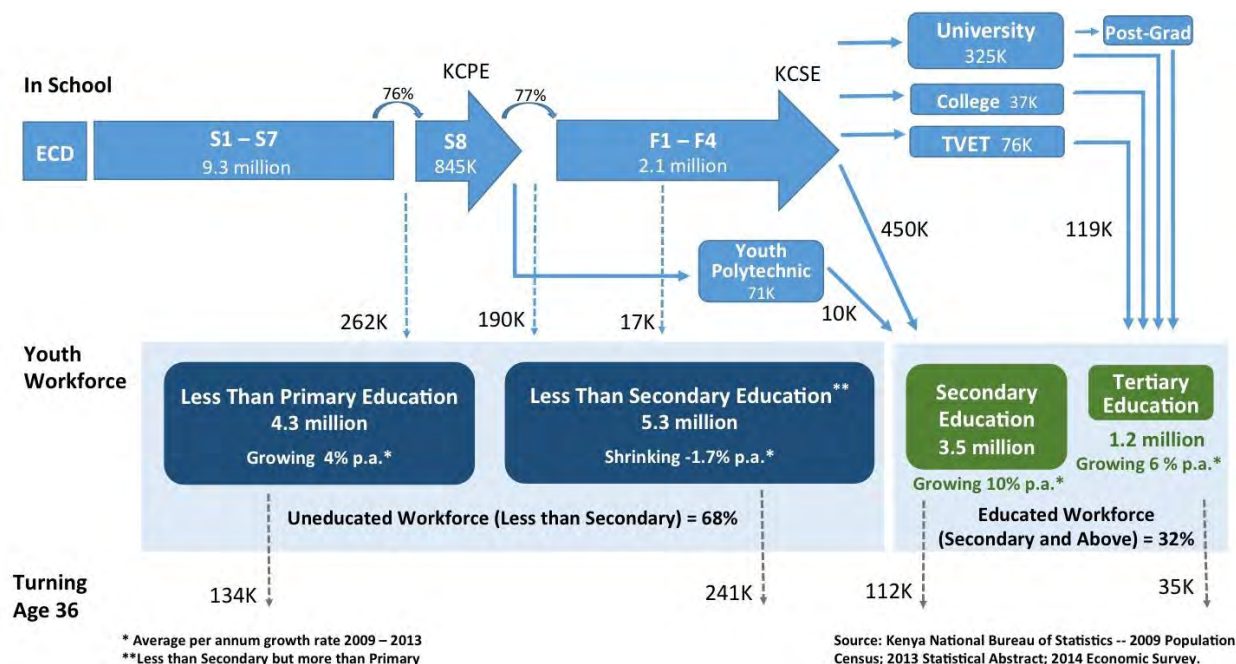 University
325K
Post-Grad
KCPE
KCSE
In School
76%
77%
College 37K
ECD
S1 – S7
9.3 million
S8
845K
F1 – F4
2.1 million
TVET 76K
450K
119K
Youth
Polytechnic
71K
262K
190K
17K
10K
Youth
Workforce
Less Than Primary Education
4.3 million
Growing 4% p.a.*
Less Than Secondary Education**
5.3 million
Shrinking -1.7% p.a.*
Secondary
Education
3.5 million
Growing 10% p.a.*
Tertiary
Education
1.2 million
Growing 6 % p.a.*
Uneducated Workforce (Less than Secondary) = 68%
Educated Workforce
(Secondary and Above) = 32%
Turning
Age 36
134K
241K
112K
35K
* Average per annum growth rate 2009 – 2013
**Less than Secondary but more than Primary
Source: Kenya National Bureau of Statistics -- 2009 Population
Census; 2013 Statistical Abstract; 2014 Economic Survey.